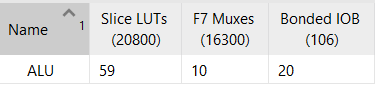 Name 1 Slice LUTs (20800) F7 Muxes (16300) Bonded IOB (106)
ALU 59 10 20